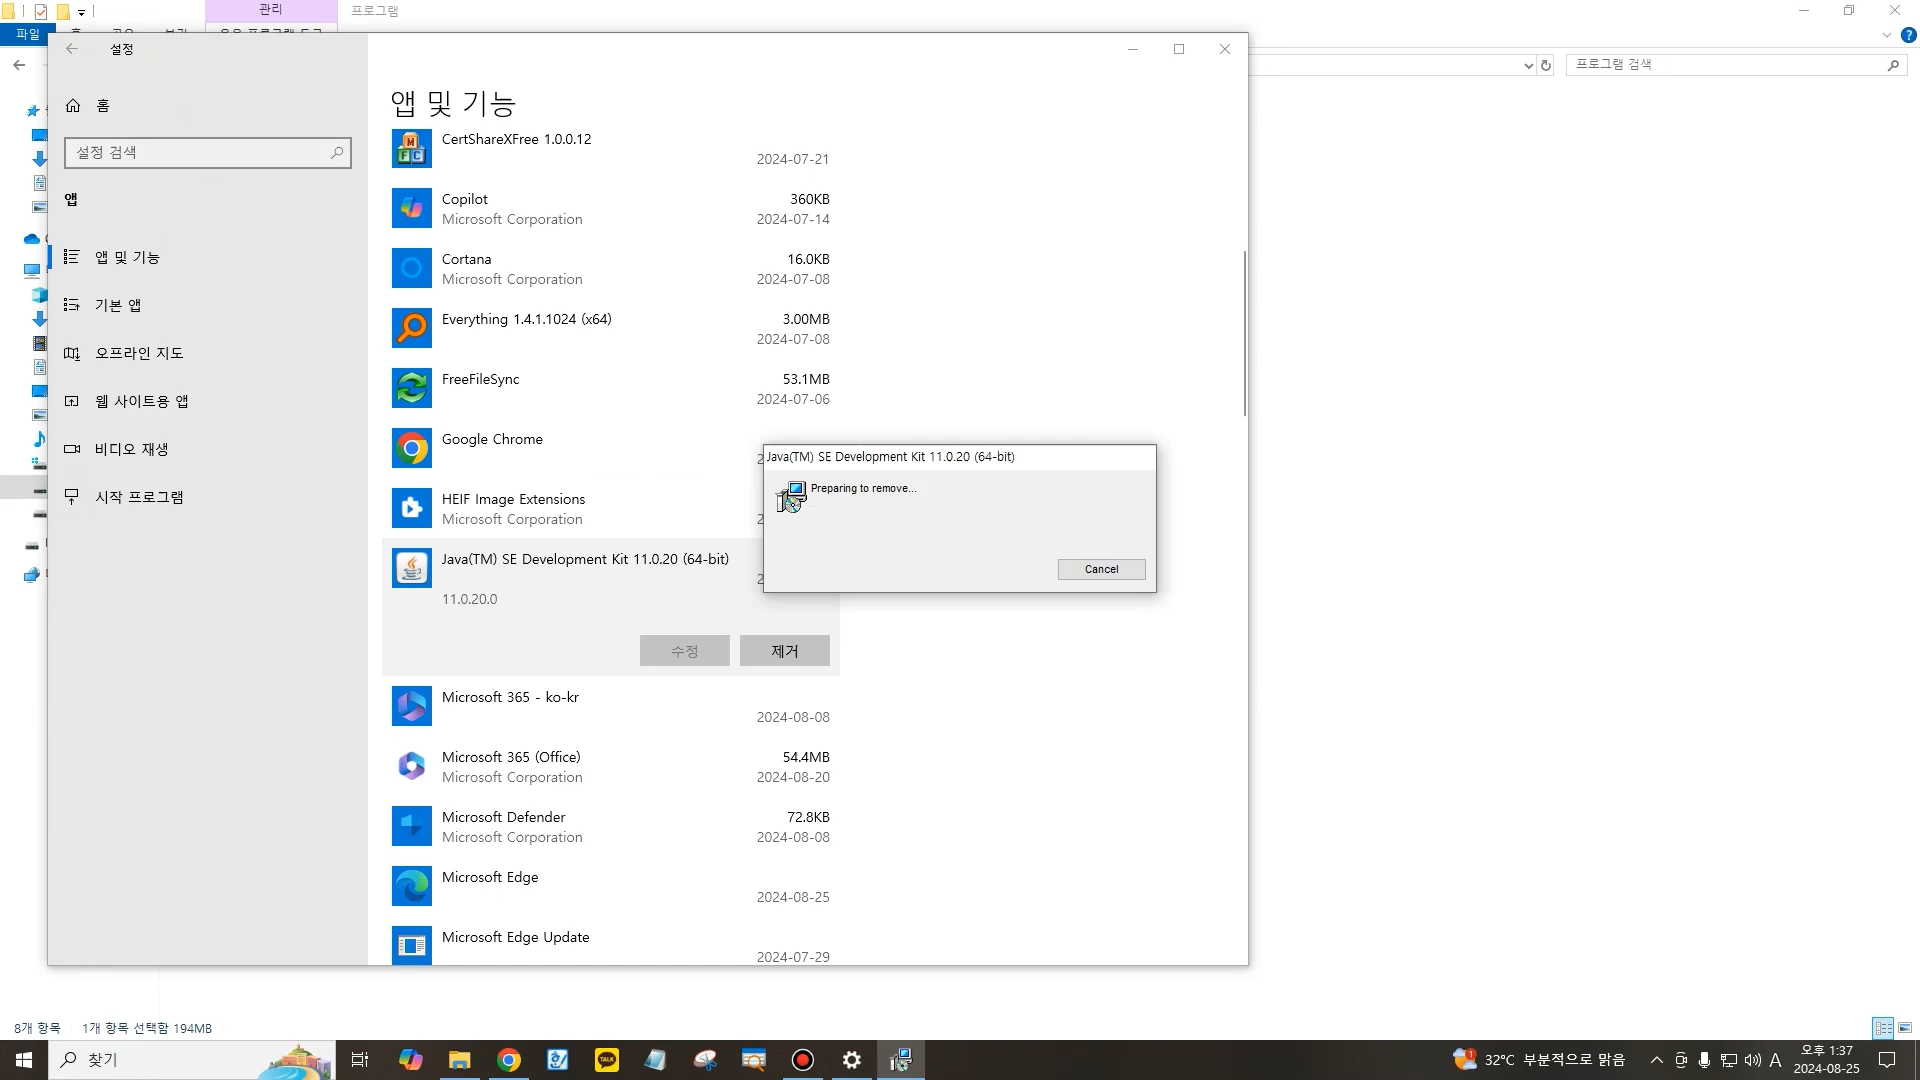 관리
프로그램
파일
설정
프로그램 검색
홈
설정 검색
앱
앱 및 기능
기본 앱
오프라인 지도
웹 사이트용 앱
비디오 재생
시작 프로그램
앱 및 기능
CertShareXFree 1.0.0.12
2024-07-21
Copilot
360KB
Microsoft Corporation
2024-07-14
Cortana
16.0KB
Microsoft Corporation
2024-07-08
Everything 1.4.1.1024 (x64)
3.00MB
2024-07-08
FreeFileSync
53.1MB
2024-07-06
Google Chrome
HEIF Image Extensions
Microsoft Corporation
Java(TM) SE Development Kit 11.0.20 (64-bit)
11.0.20.0
수정
제거
Java(TM) SE Development Kit 11.0.20 (64-bit)
Preparing to remove...
Cancel
Microsoft 365 - ko-kr
2024-08-08
Microsoft 365 (Office)
54.4MB
Microsoft Corporation
2024-08-20
Microsoft Defender
72.8KB
Microsoft Corporation
2024-08-08
Microsoft Edge
2024-08-25
Microsoft Edge Update
2024-07-29
8개 항목
1개 항목 선택함 194MB
찾기
TALK
32°C 부분적으로 맑음
A
오후 1:37
2024-08-25